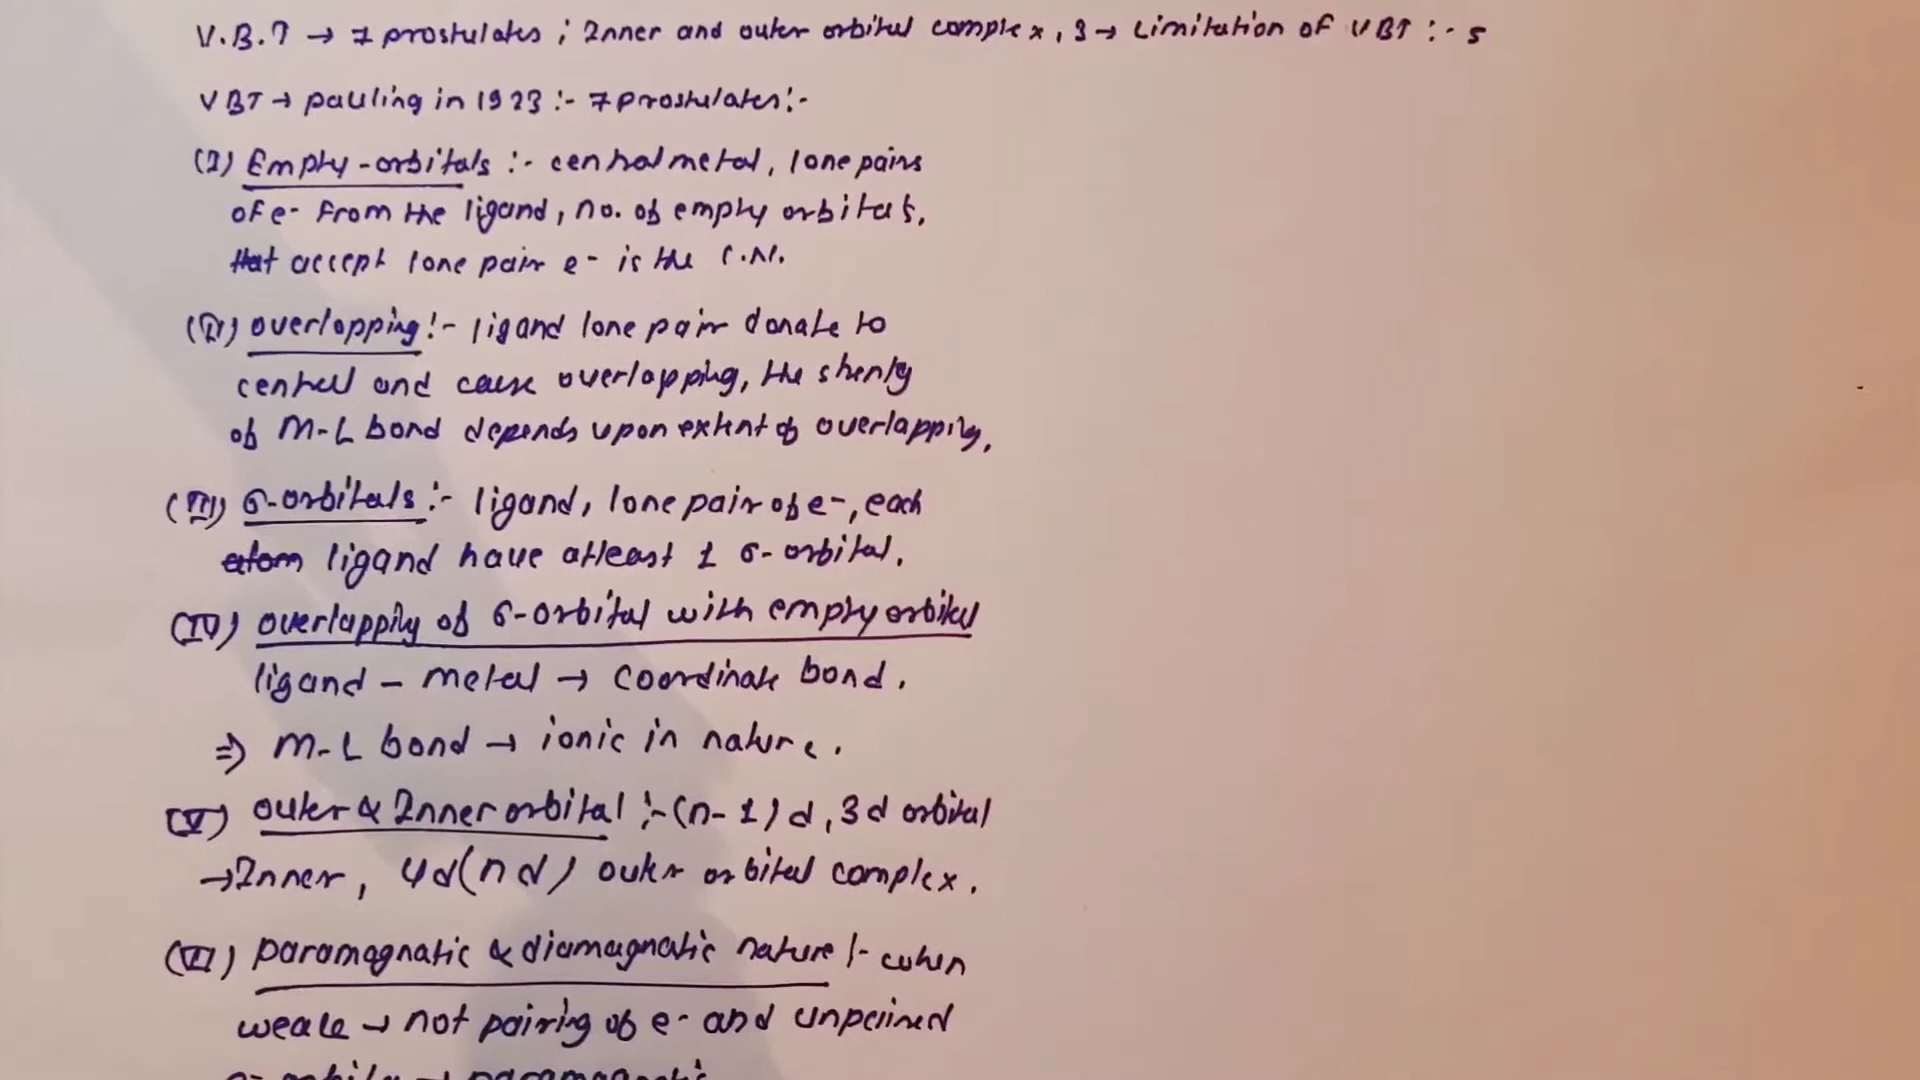 V.B.T → 7 prostulates ; Inner and outer orbital complex, 3 → Limitation of VBT :- 5
VBT → pauling in 1923 :- 7 prostulates :-
(I) Empty-orbitals :- central metal, lone pairs
of e- from the ligand, no. of empty orbitals,
that accept lone pair e- is the C.N.
(II) overlapping :- ligand lone pair donate to
central and cause overlapping, the
of M-L bond depends upon extent of overlapping,
(III) σ-orbitals :- ligand, lone pair of e-, each
atom ligand have atleast 1 σ-orbital.
(IV) overlapping of σ-orbital with empty orbital
ligand - metal → coordinate bond.
⇒ M-L bond → ionic in nature.
(V) outer & Inner orbital :- (n-1)d, 3d orbital
→ Inner, 4d(nd) outer orbital complex.
(VI) paramagnatic & diamagnatic nature :- when
weak → not pairing of e- and unpaired
paramagnatic